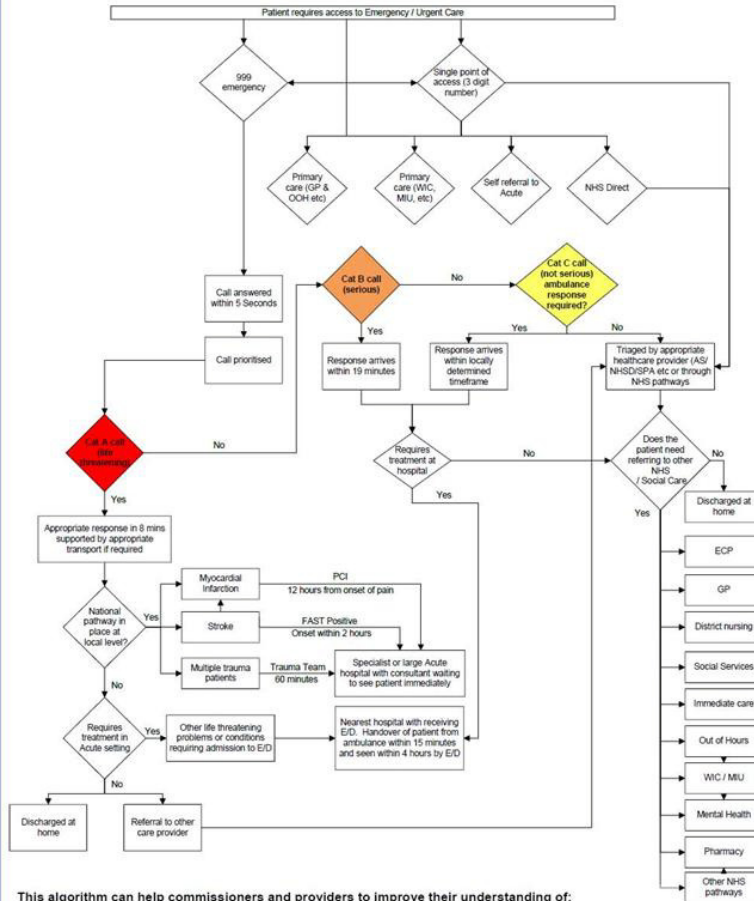 Patient requires access to Emergency / Urgent Care
999
emergency
Single point of
access (3 digit
number)
Primary
care (GP &
OOH etc)
Primary
care (WIC,
MIU, etc)
Self referral to
Acute
NHS Direct
Call answered
within 5 Seconds
Call prioritised
Cat B call
(serious)
No
Cat C call
(not serious)
ambulance
response
required?
Yes
Yes
No
Response arrives
within 19 minutes
Response arrives
within locally
determined
timeframe
Triaged by appropriate
healthcare provider (AS/
NHSD/SPA etc or through
NHS pathways
Cat A call
(life
threatening)
No
Requires
treatment at
hospital
No
Does the
patient need
referring to other
NHS
/ Social Care
No
Yes
Yes
Yes
Discharged at
home
Appropriate response in 8 mins
supported by appropriate
transport if required
ECP
GP
District nursing
Social Services
Immediate care
Out of Hours
WIC / MIU
Mental Health
Pharmacy
Other NHS
pathways
National
pathway in
place at
local level?
Yes
Myocardial
Infarction
PCI
12 hours from onset of pain
Stroke
FAST Positive
Onset within 2 hours
Multiple trauma
patients
Trauma Team
60 minutes
Specialist or large Acute
hospital with consultant waiting
to see patient immediately
No
Requires
treatment in
Acute setting
Yes
Other life threatening
problems or conditions
requiring admission to E/D
Nearest hospital with receiving
E/D. Handover of patient from
ambulance within 15 minutes
and seen within 4 hours by E/D
No
Discharged at
home
Referral to other
care provider
This algorithm can help commissioners and providers to improve their understanding of: